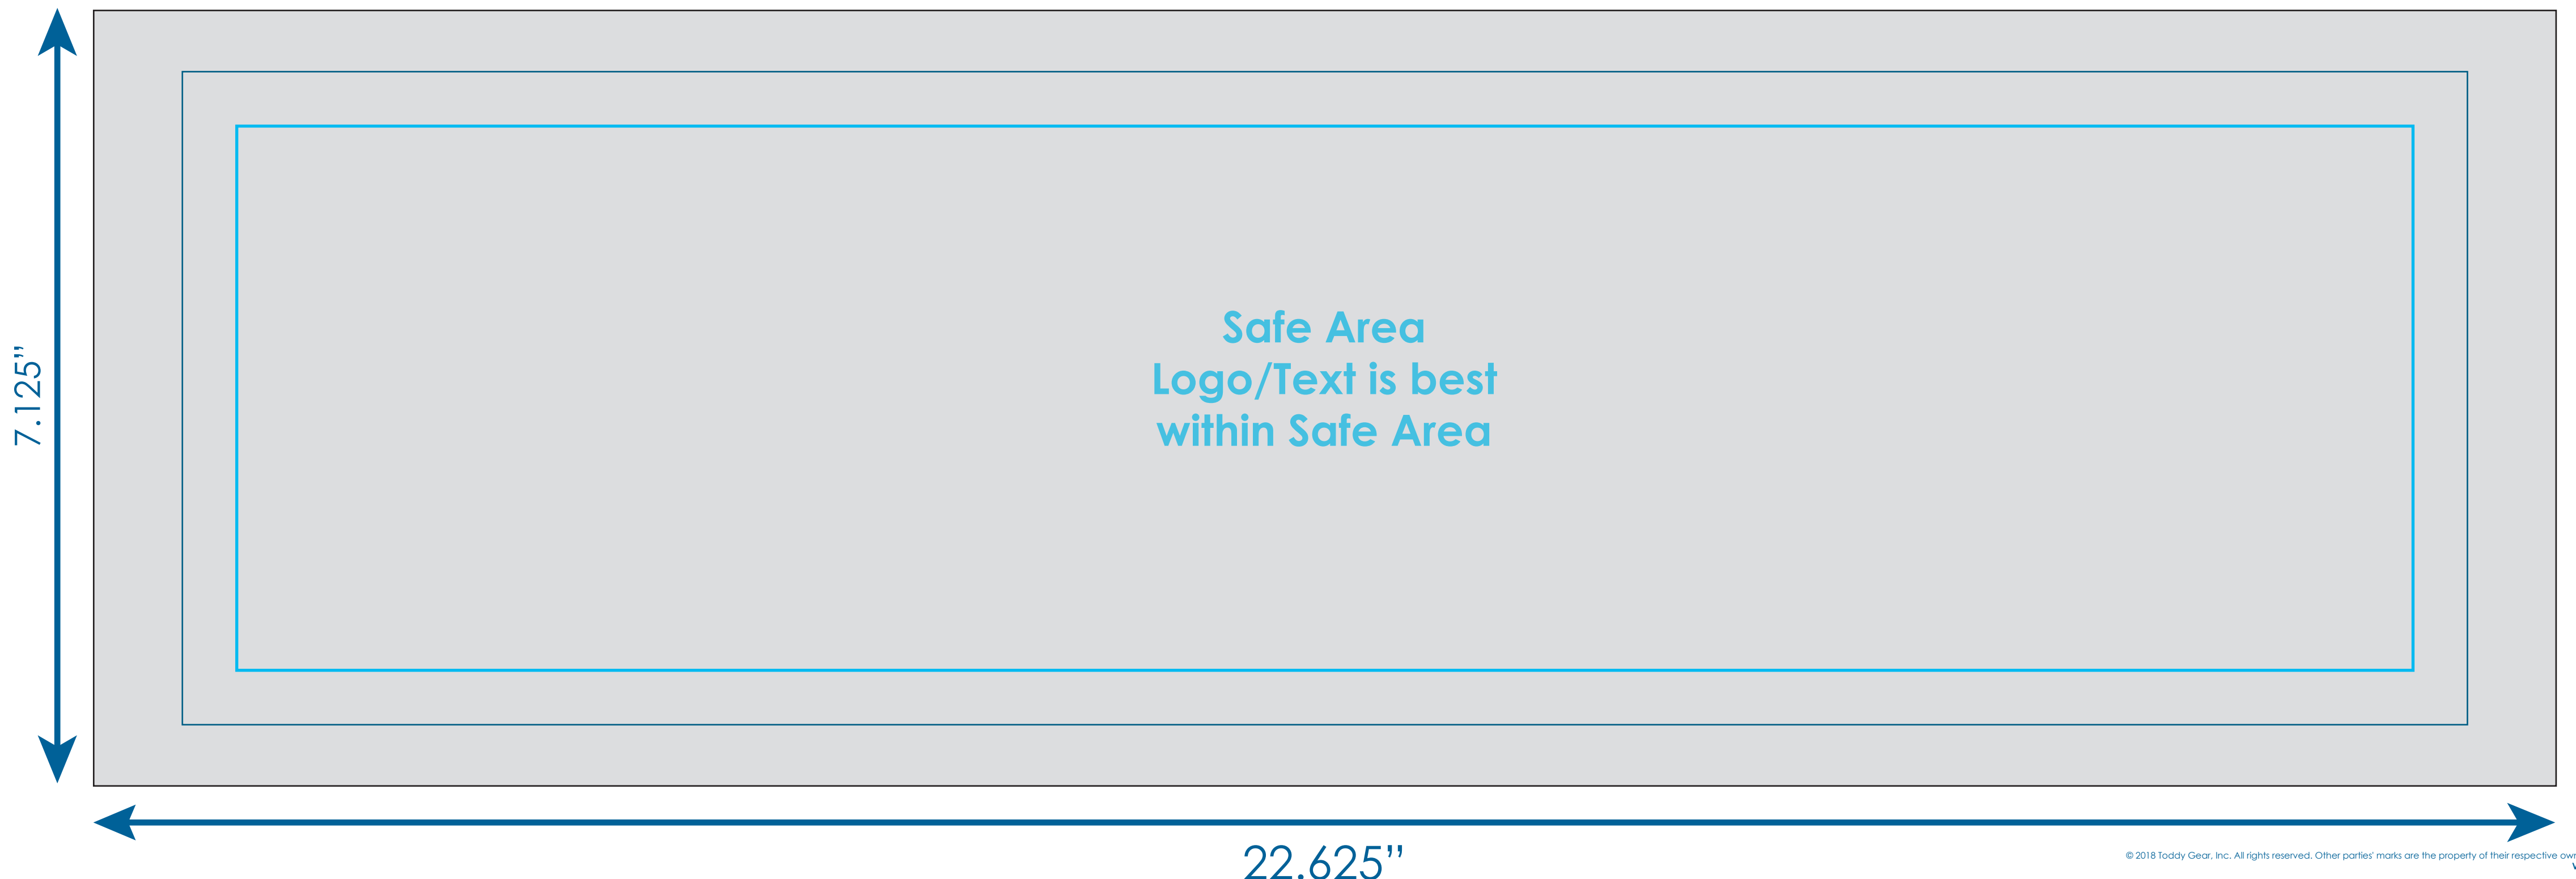 7.125”
Safe Area
Logo/Text is best
within Safe Area
22.625”
© 2018 Toddy Gear, Inc. All rights reserved. Other parties' marks are the property of their respective